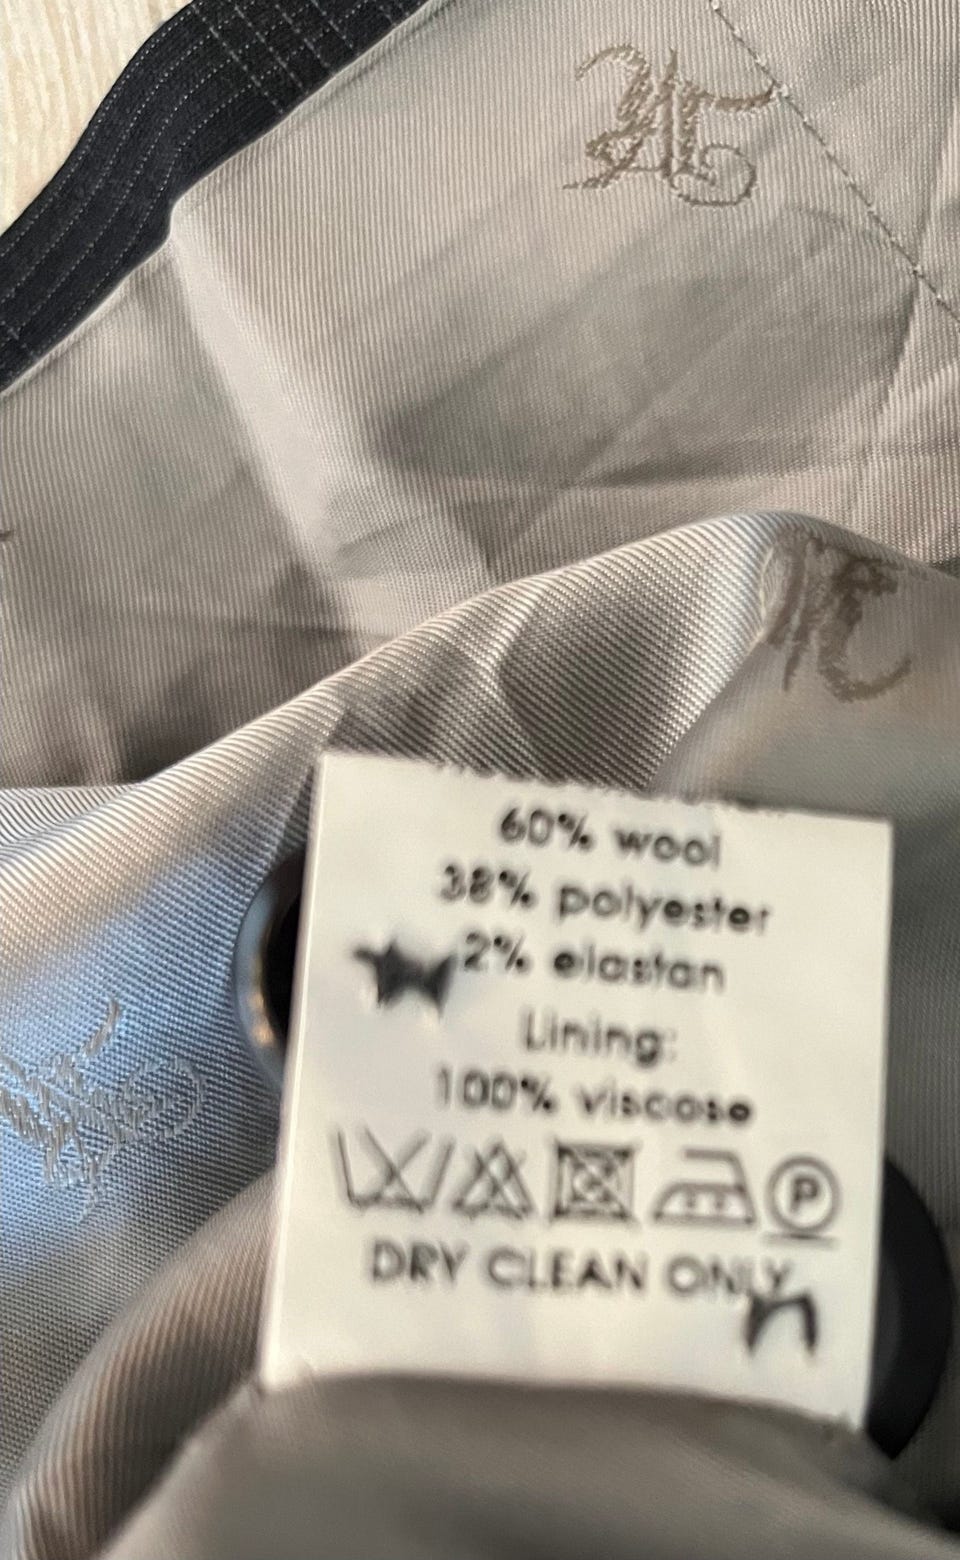 60% wool
38% polyester
2% elastan
Lining:
100% viscose
P
DRY CLEAN ONLY